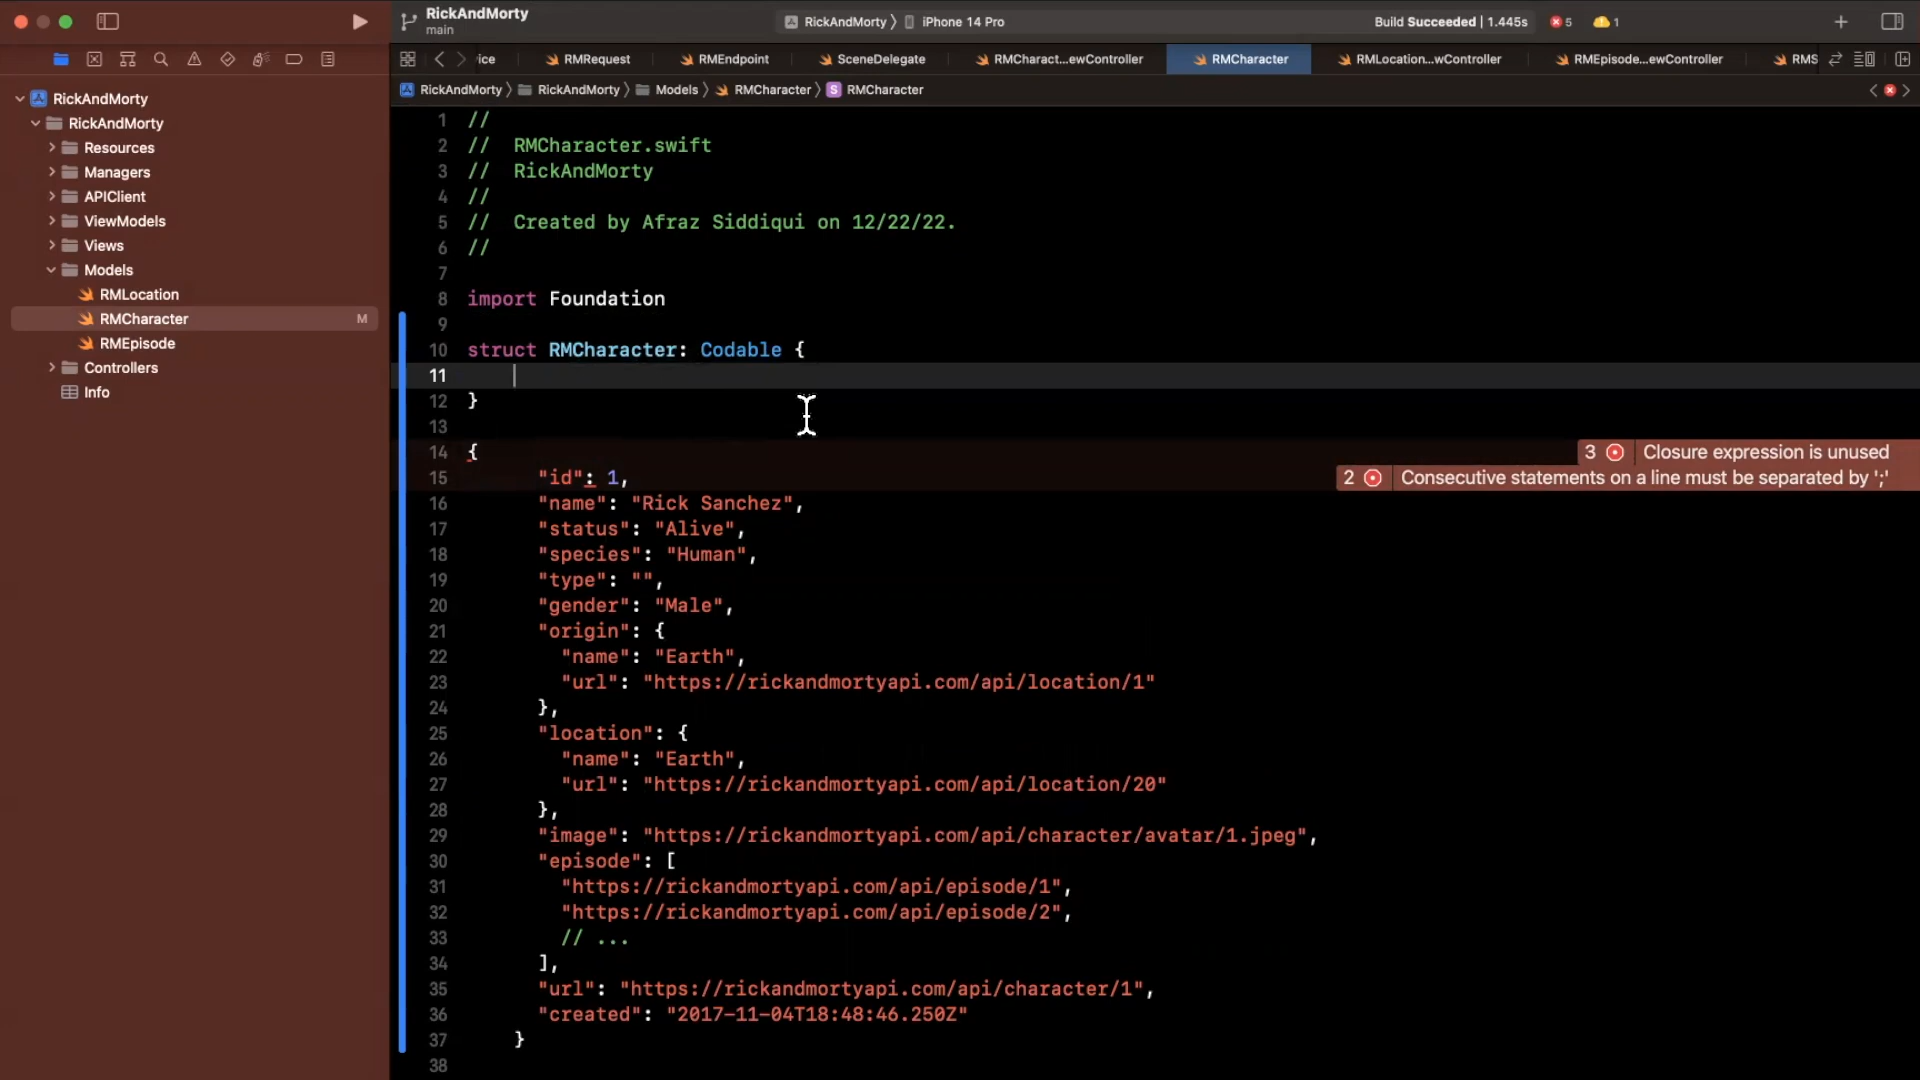 RickAndMorty
main
RickAndMorty
iPhone 14 Pro
Build Succeeded | 1.445s
5
1
ice
RMRequest
RMEndpoint
SceneDelegate
RMCharact...ewController
RMCharacter
RMLocation...wController
RMEpisode...ewController
RMS
RickAndMorty
RickAndMorty
Models
RMCharacter
S RMCharacter
RickAndMorty
RickAndMorty
Resources
Managers
APIClient
ViewModels
Views
Models
RMLocation
RMCharacter M
RMEpisode
Controllers
Info
1 //
2 //  RMCharacter.swift
3 //  RickAndMorty
4 //
5 //  Created by Afraz Siddiqui on 12/22/22.
6 //
7
8 import Foundation
9
10 struct RMCharacter: Codable {
11
12 }
13
14 { 3 Closure expression is unused
15 "id": 1, 2 Consecutive statements on a line must be separated by ';'
16 "name": "Rick Sanchez",
17 "status": "Alive",
18 "species": "Human",
19 "type": "",
20 "gender": "Male",
21 "origin": {
22 "name": "Earth",
23 "url": "https://rickandmortyapi.com/api/location/1"
24 },
25 "location": {
26 "name": "Earth",
27 "url": "https://rickandmortyapi.com/api/location/20"
28 },
29 "image": "https://rickandmortyapi.com/api/character/avatar/1.jpeg",
30 "episode": [
31 "https://rickandmortyapi.com/api/episode/1",
32 "https://rickandmortyapi.com/api/episode/2",
33 // ...
34 ],
35 "url": "https://rickandmortyapi.com/api/character/1",
36 "created": "2017-11-04T18:48:46.250Z"
37 }
38